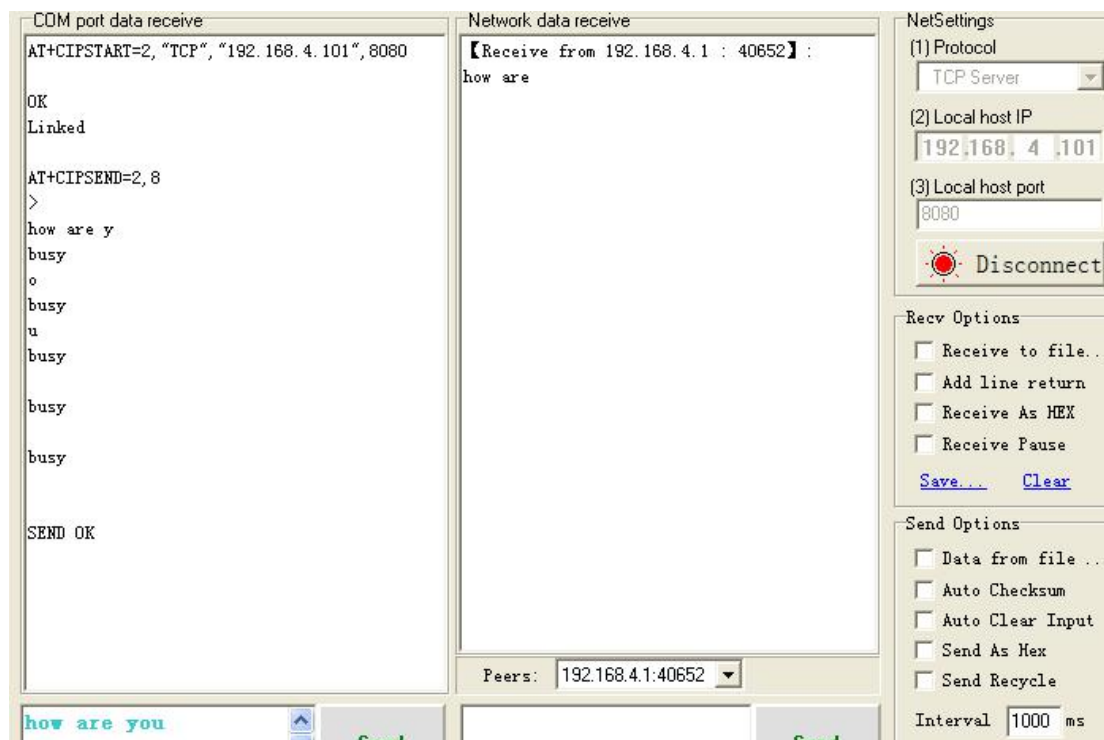 COM port data receive
AT+CIPSTART=2,"TCP","192.168.4.101",8080
OK
Linked
AT+CIPSEND=2,8
>
how are y
busy
o
busy
u
busy
busy
busy
SEND OK
how are you
Network data receive
【Receive from 192.168.4.1 : 40652】:
how are
Peers: 192.168.4.1:40652
NetSettings
(1) Protocol
TCP Server
(2) Local host IP
192.168. 4 .101
(3) Local host port
8080
Disconnect
Recv Options
Receive to file..
Add line return
Receive As HEX
Receive Pause
Save... Clear
Send Options
Data from file ..
Auto Checksum
Auto Clear Input
Send As Hex
Send Recycle
Interval 1000 ms